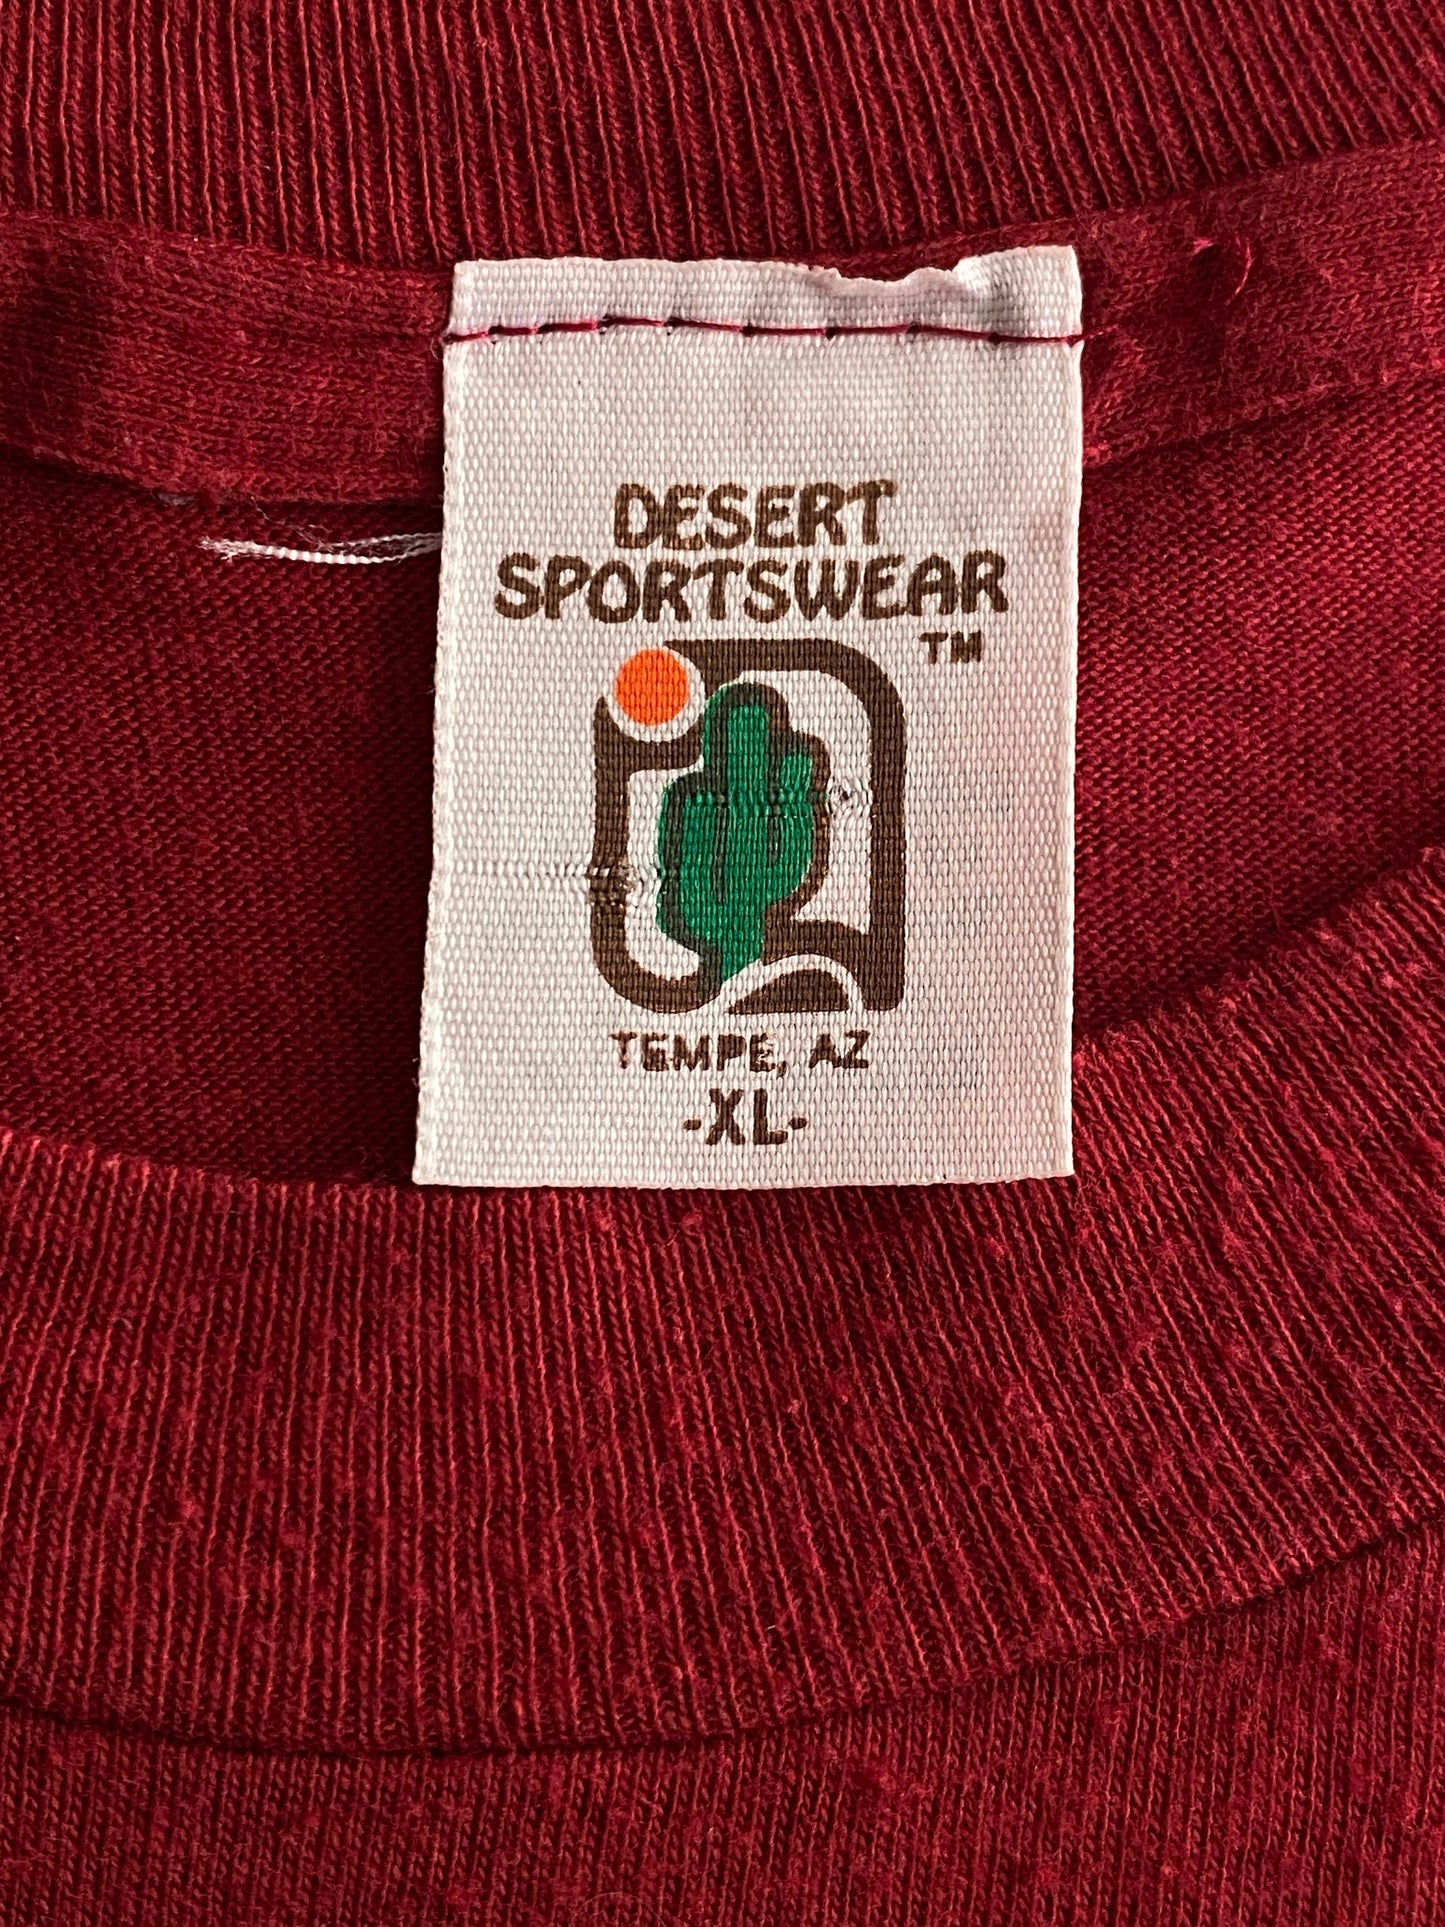 DESERT
SPORTSWEAR
TM
TEMPE, AZ
-XL-